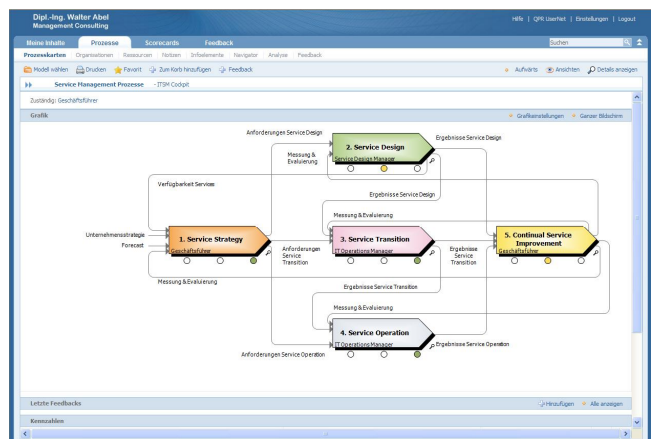 Dipl.-Ing. Walter Abel
Management Consulting
Hilfe | QPR UserNet | Einstellungen | Logout
Meine Inhalte Prozesse Scorecards Feedback
Suchen
Prozesskarten Organisationen Ressourcen Notizen Infoelemente Navigator Analyse Feedback
Modell wählen Drucken Favorit Zum Korb hinzufügen Feedback
Aufwärts Ansichten Details anzeigen
Service Management Prozesse - ITSM Cockpit
Zuständig: Geschäftsführer
Grafik
Grafikeinstellungen Ganzer Bildschirm
Anforderungen Service Design
Ergebnisse Service Design
2. Service Design
Messung &
Evaluierung
Service Design Manager
Verfügbarkeit Services
Ergebnisse Service Design
Messung & Evaluierung
Unternehmensstrategie
Forecast
1. Service Strategy
Geschäftsführer
3. Service Transition
IT Operations Manager
5. Continual Service
Improvement
Geschäftsführer
Anforderungen
Service
Transition
Ergebnisse
Service
Transition
Messung & Evaluierung
Ergebnisse Service Transition
Messung & Evaluierung
4. Service Operation
IT Operations Manager
Ergebnisse Service Operation
Anforderungen Service Operation
Letzte Feedbacks
Hinzufügen Alle anzeigen
Kennzahlen